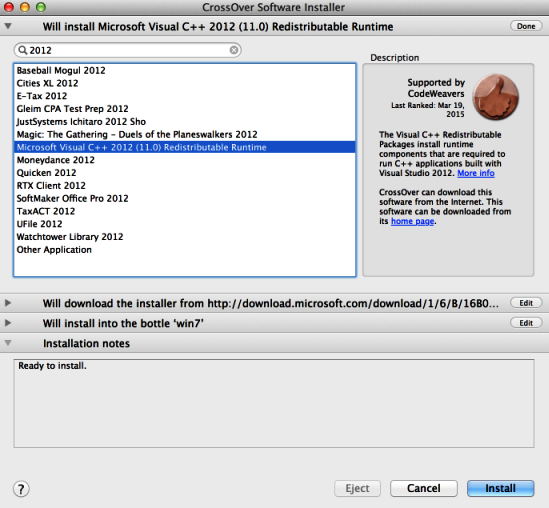 CrossOver Software Installer
Will install Microsoft Visual C++ 2012 (11.0) Redistributable Runtime
Done
2012
Baseball Mogul 2012
Cities XL 2012
E-Tax 2012
Gleim CPA Test Prep 2012
JustSystems Ichitaro 2012 Sho
Magic: The Gathering - Duels of the Planeswalkers 2012
Microsoft Visual C++ 2012 (11.0) Redistributable Runtime
Moneydance 2012
Quicken 2012
RTX Client 2012
SoftMaker Office Pro 2012
TaxACT 2012
UFile 2012
Watchtower Library 2012
Other Application
Description
Supported by
CodeWeavers
Last Ranked: Mar 19,
2015
The Visual C++ Redistributable
Packages install runtime
components that are required to
run C++ applications built with
Visual Studio 2012. More info
CrossOver can download this
software from the Internet. This
software can be downloaded from
its home page.
Will download the installer from http://download.microsoft.com/download/1/6/B/16B0...
Edit
Will install into the bottle 'win7'
Edit
Installation notes
Ready to install.
?
Eject
Cancel
Install